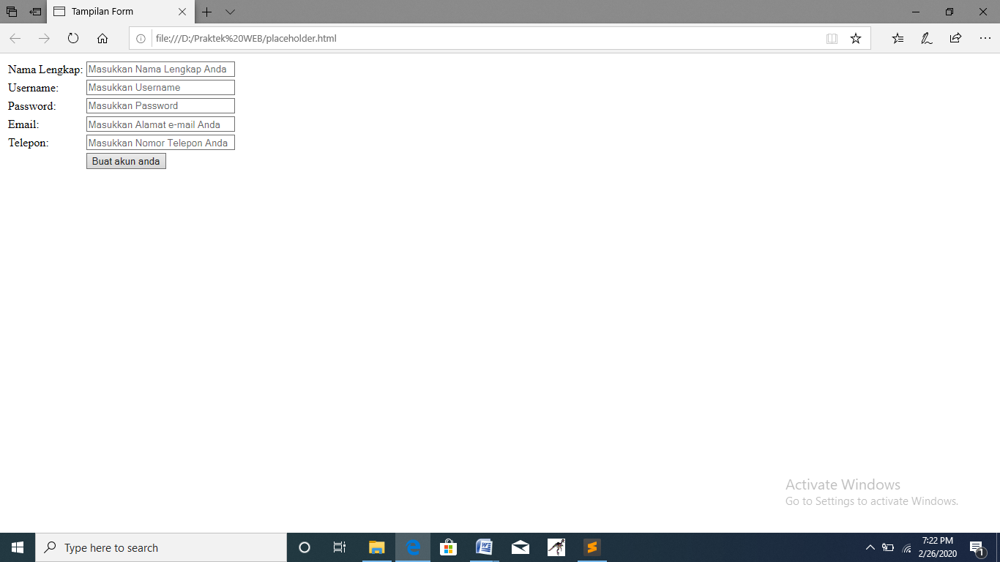 Tampilan Form
file:///D:/Praktek%20WEB/placeholder.html
Nama Lengkap: Masukkan Nama Lengkap Anda
Username: Masukkan Username
Password: Masukkan Password
Email: Masukkan Alamat e-mail Anda
Telepon: Masukkan Nomor Telepon Anda
Buat akun anda
Activate Windows
Go to Settings to activate Windows.
Type here to search
7:22 PM
2/26/2020
1